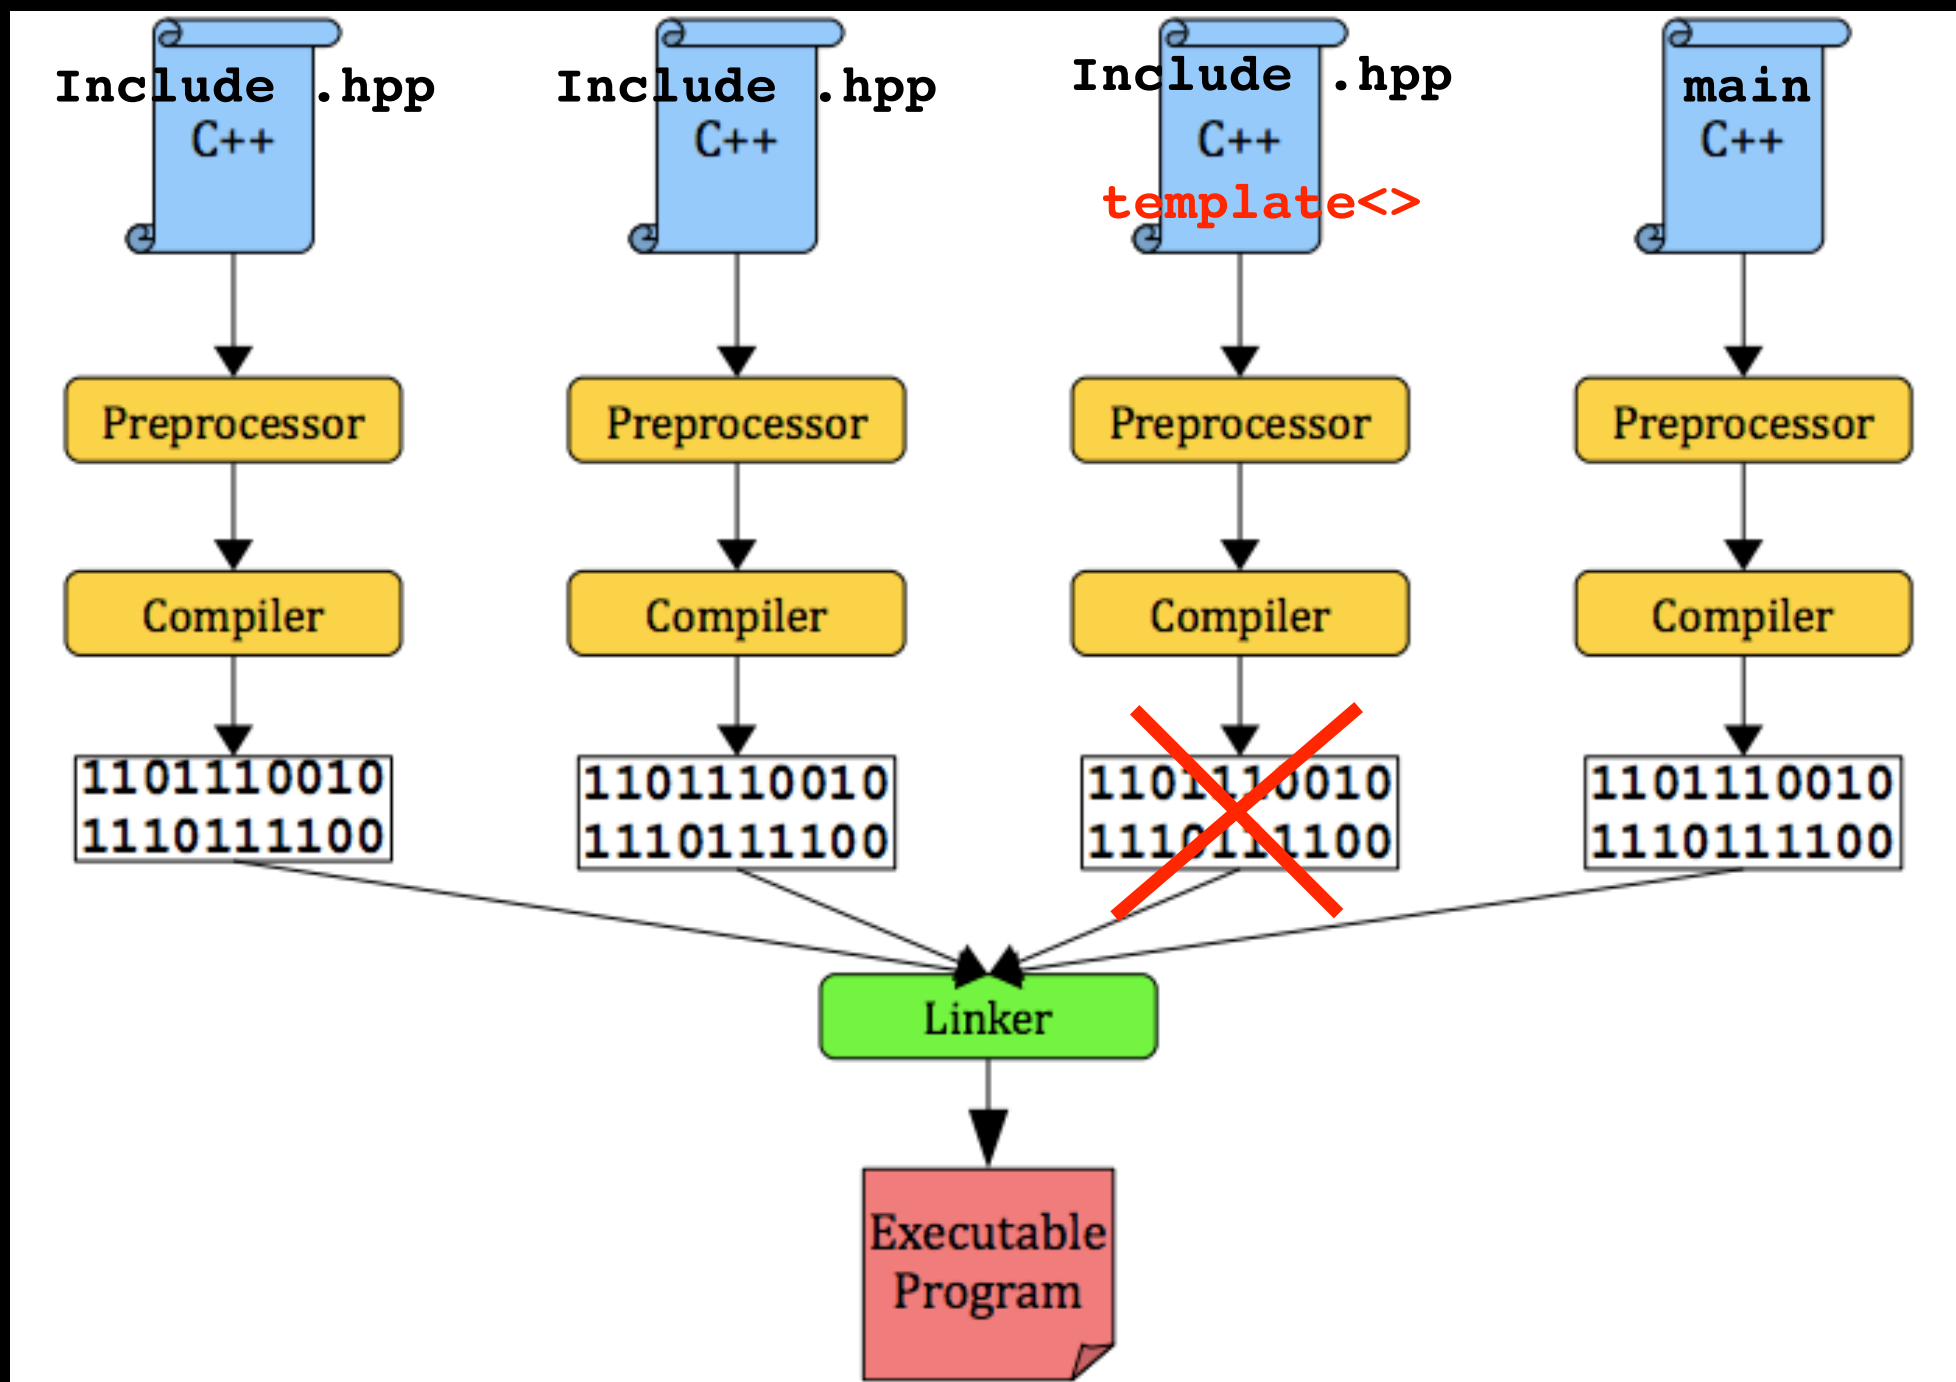 Include .hpp
C++
Include .hpp
C++
Include .hpp
C++
template<>
main
C++
Preprocessor
Preprocessor
Preprocessor
Preprocessor
Compiler
Compiler
Compiler
Compiler
1101110010
1110111100
1101110010
1110111100
1101110010
1110111100
1101110010
1110111100
Linker
Executable
Program